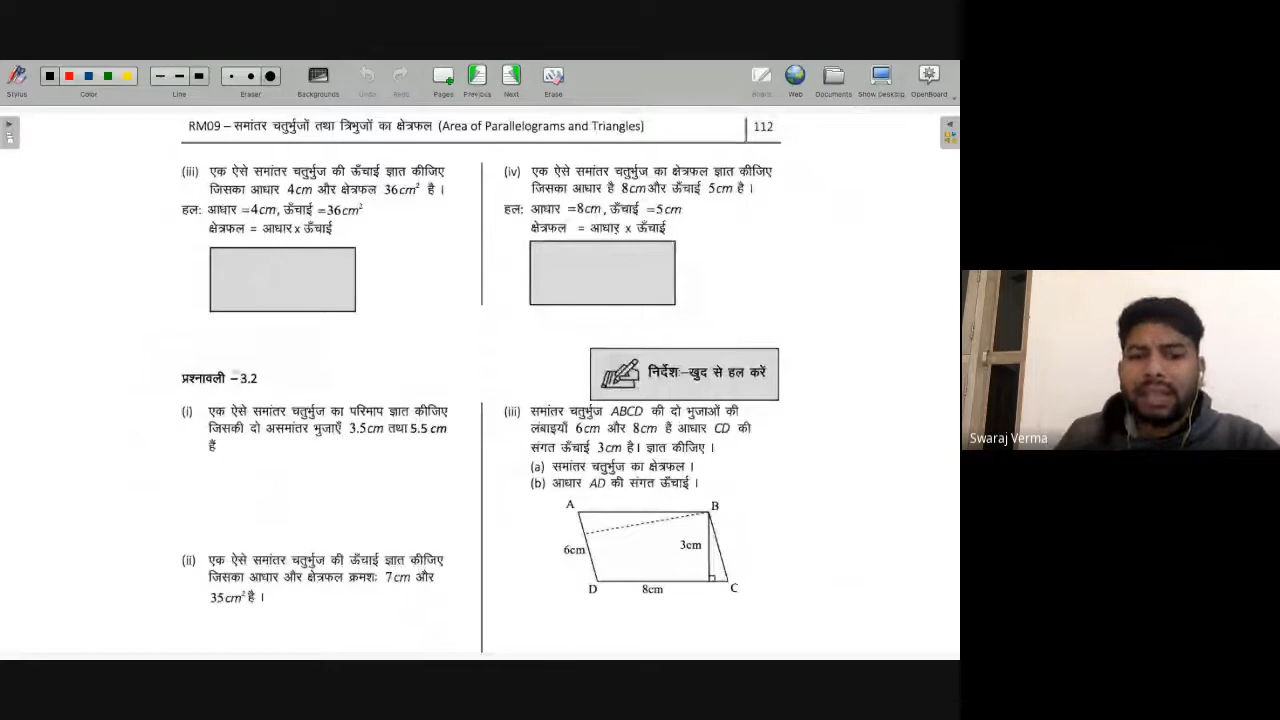 Stylus
Color
Line
Eraser
Backgrounds
Undo
Redo
Pages
Previous
Next
Erase
Board
Web
Documents
Show Desktop
OpenBoard
RM09 – समांतर चतुर्भुजों तथा त्रिभुजों का क्षेत्रफल (Area of Parallelograms and Triangles)
112
(iii) एक ऐसे समांतर चतुर्भुज की ऊँचाई ज्ञात कीजिए
जिसका आधार 4cm और क्षेत्रफल 36cm² है ।
हल: आधार =4cm, ऊँचाई =36cm²
क्षेत्रफल = आधार x ऊँचाई
(iv) एक ऐसे समांतर चतुर्भुज का क्षेत्रफल ज्ञात कीजिए
जिसका आधार है 8cm और ऊँचाई 5cm है ।
हल: आधार =8cm, ऊँचाई =5cm
क्षेत्रफल = आधार x ऊँचाई
प्रश्नावली –3.2
निर्देशः–खुद से हल करें
(i) एक ऐसे समांतर चतुर्भुज का परिमाप ज्ञात कीजिए
जिसकी दो असमांतर भुजाएँ 3.5cm तथा 5.5 cm
हैं
(ii) एक ऐसे समांतर चतुर्भुज की ऊँचाई ज्ञात कीजिए
जिसका आधार और क्षेत्रफल क्रमशः 7cm और
35cm² है ।
(iii) समांतर चतुर्भुज ABCD की दो भुजाओं की
लंबाइयाँ 6cm और 8cm हैं आधार CD की
संगत ऊँचाई 3cm है। ज्ञात कीजिए ।
(a) समांतर चतुर्भुज का क्षेत्रफल ।
(b) आधार AD की संगत ऊँचाई ।
A
B
6cm
3cm
D
8cm
C
Swaraj Verma